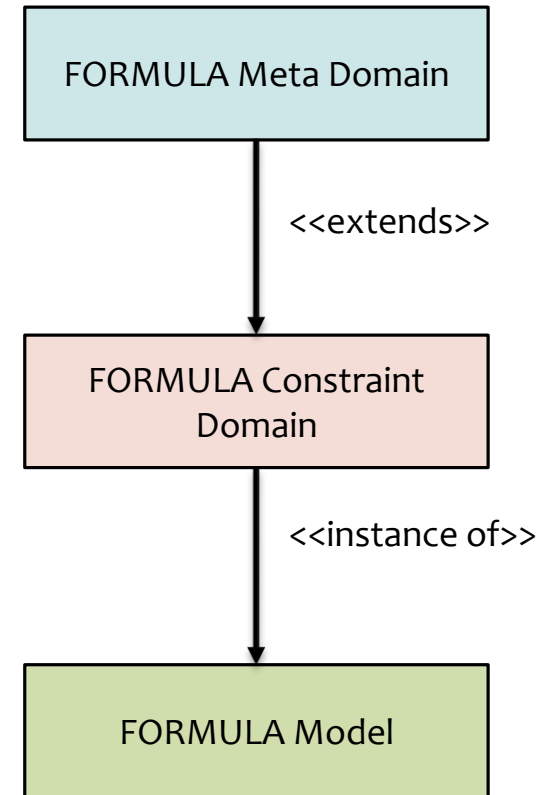 FORMULA Meta Domain
<<extends>>
FORMULA Constraint
Domain
<<instance of>>
FORMULA Model